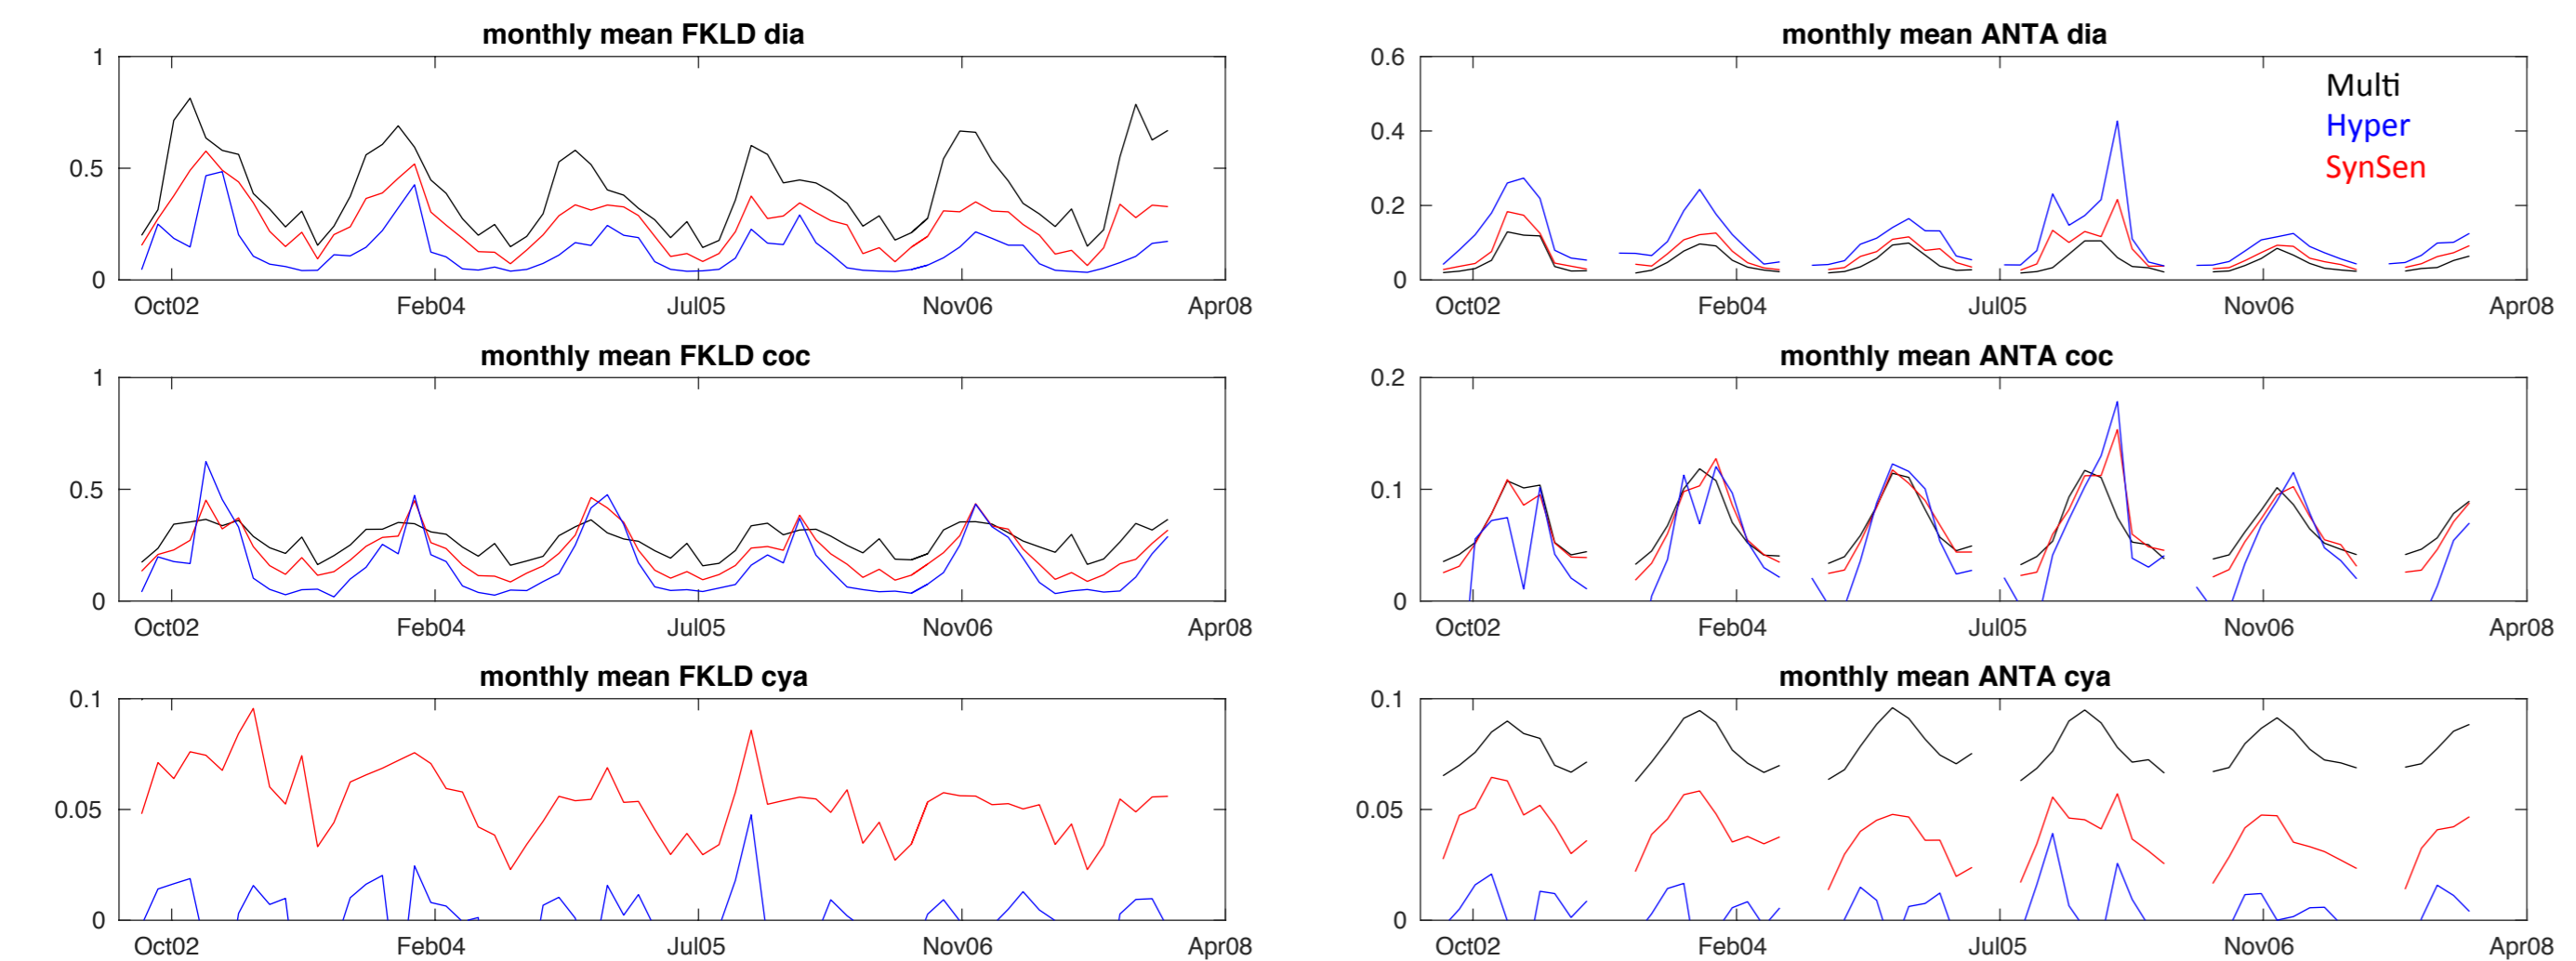 monthly mean FKLD dia
1
0.5
0
Oct02 Feb04 Jul05 Nov06 Apr08
monthly mean ANTA dia
0.6
0.4
0.2
0
Multi
Hyper
SynSen
Oct02 Feb04 Jul05 Nov06 Apr08
monthly mean FKLD coc
1
0.5
0
Oct02 Feb04 Jul05 Nov06 Apr08
monthly mean ANTA coc
0.2
0.1
0
Oct02 Feb04 Jul05 Nov06 Apr08
monthly mean FKLD cya
0.1
0.05
0
Oct02 Feb04 Jul05 Nov06 Apr08
monthly mean ANTA cya
0.1
0.05
0
Oct02 Feb04 Jul05 Nov06 Apr08